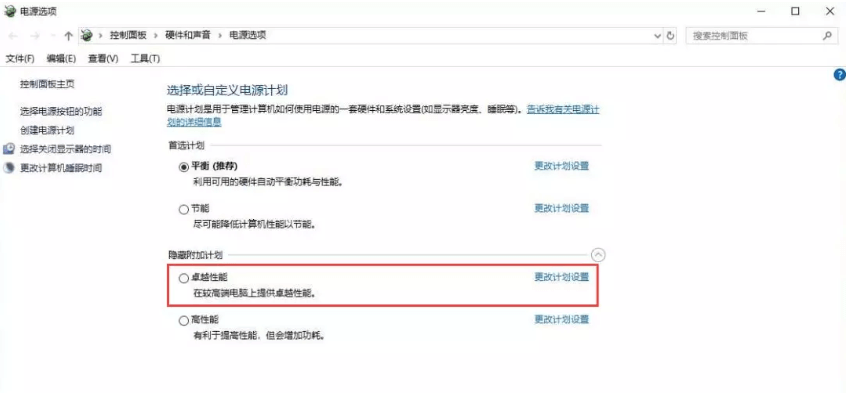 电源选项
控制面板 › 硬件和声音 › 电源选项
搜索控制面板
文件(F) 编辑(E) 查看(V) 工具(T)
控制面板主页
选择电源按钮的功能
创建电源计划
选择关闭显示器的时间
更改计算机睡眠时间
选择或自定义电源计划
电源计划是用于管理计算机如何使用电源的一套硬件和系统设置(如显示器亮度、睡眠等)。告诉我有关电源计
划的详细信息
首选计划
平衡 (推荐) 更改计划设置
利用可用的硬件自动平衡功耗与性能。
节能 更改计划设置
尽可能降低计算机性能以节能。
隐藏附加计划
卓越性能 更改计划设置
在较高端电脑上提供卓越性能。
高性能 更改计划设置
有利于提高性能，但会增加功耗。